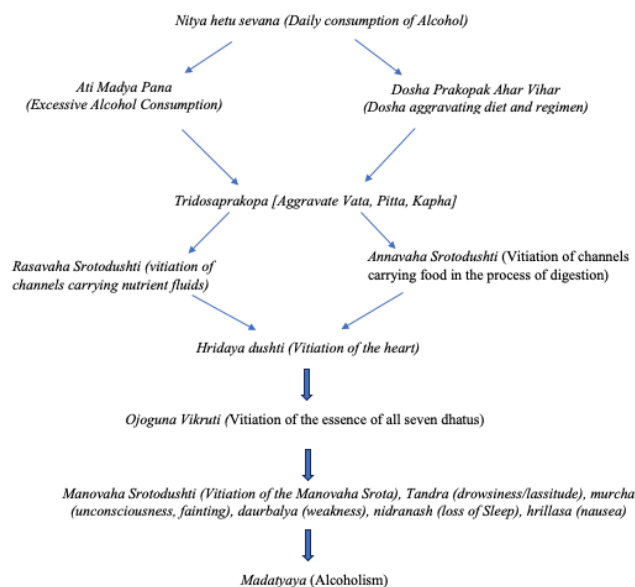 Nitya hetu sevana (Daily consumption of Alcohol)
Ati Madya Pana
(Excessive Alcohol Consumption)
Dosha Prakopak Ahar Vihar
(Dosha aggravating diet and regimen)
Tridosaprakopa [Aggravate Vata, Pitta, Kapha]
Rasavaha Srotodushti (vitiation of
channels carrying nutrient fluids)
Annavaha Srotodushti (Vitiation of channels
carrying food in the process of digestion)
Hridaya dushti (Vitiation of the heart)
Ojoguna Vikruti (Vitiation of the essence of all seven dhatus)
Manovaha Srotodushti (Vitiation of the Manovaha Srota), Tandra (drowsiness/lassitude), murcha
(unconsciousness, fainting), daurbalya (weakness), nidranash (loss of Sleep), hrillasa (nausea)
Madatyaya (Alcoholism)